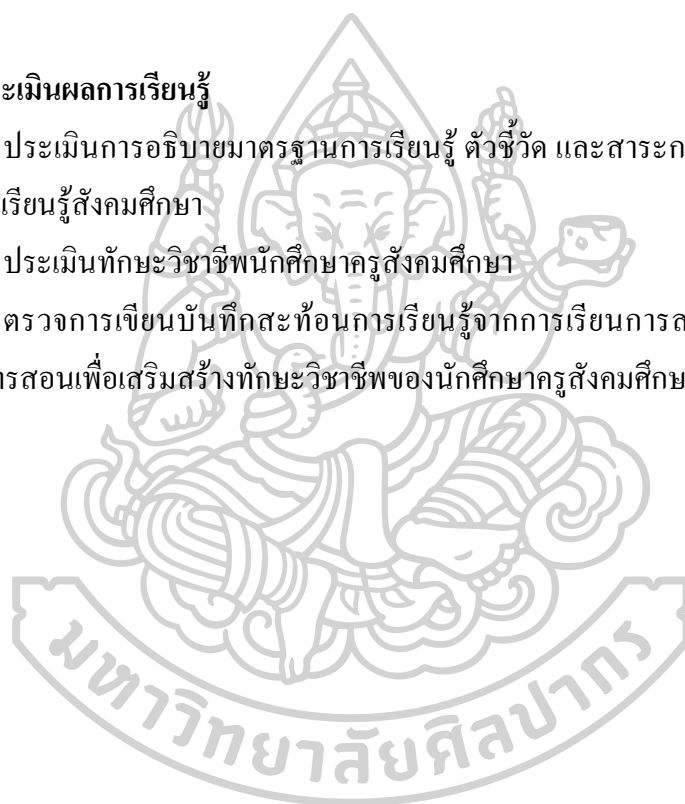 ะเมินผลการเรียนรู้
ประเมินการอธิบายมาตรฐานการเรียนรู้ ตัวชี้วัด และสาระก
เรียนรู้สังคมศึกษา
ประเมินทักษะวิชาชีพนักศึกษาครูสังคมศึกษา
ตรวจการเขียนบันทึกสะท้อนการเรียนรู้จากการเรียนการส
ารสอนเพื่อเสริมสร้างทักษะวิชาชีพของนักศึกษาครูสังคมศึกษ
มหาวิทยาลัยศิลปากร